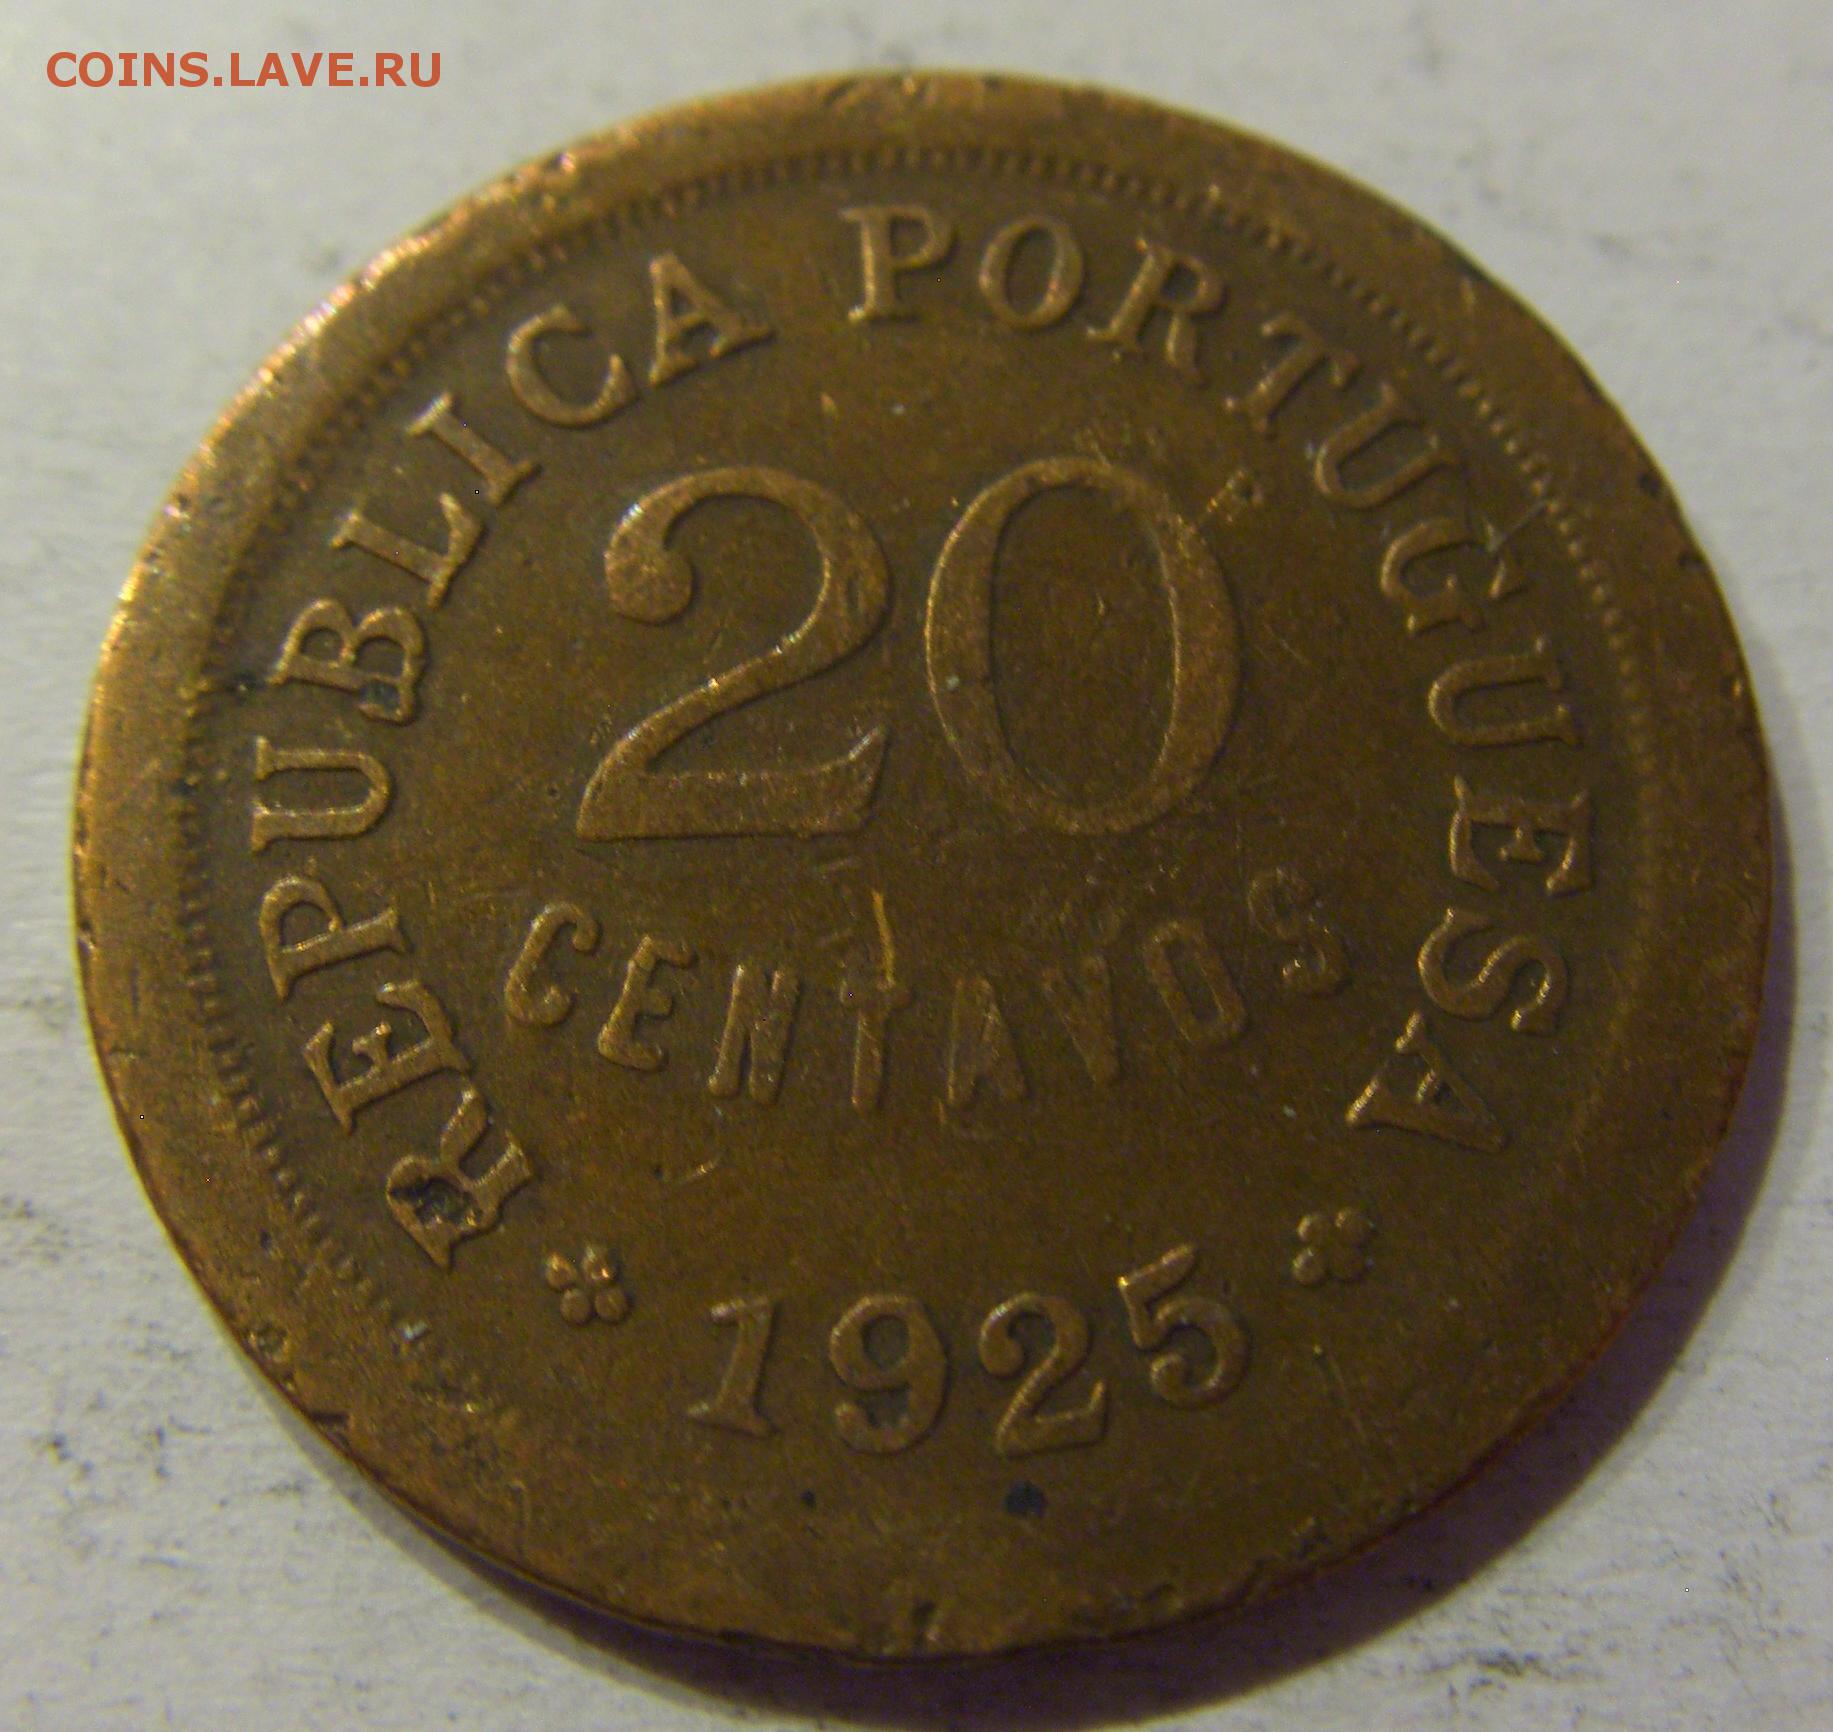 COINS.LAVE.RU
REPUBLICA PORTUGUESA
20
CENTAVOS
1925